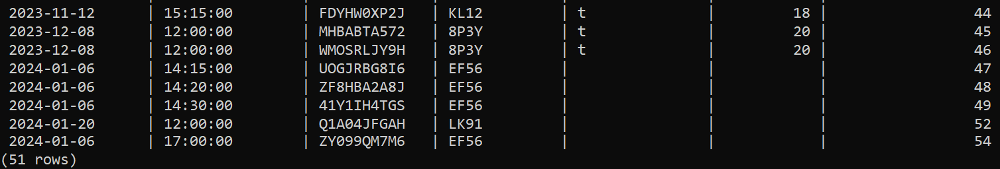 2023-11-12 | 15:15:00 | FDYHW0XP2J | KL12 | t | 18 | 44
2023-12-08 | 12:00:00 | MHBABTA572 | 8P3Y | t | 20 | 45
2023-12-08 | 12:00:00 | WMOSRLJY9H | 8P3Y | t | 20 | 46
2024-01-06 | 14:15:00 | UOGJRBG8I6 | EF56 | | | 47
2024-01-06 | 14:20:00 | ZF8HBA2A8J | EF56 | | | 48
2024-01-06 | 14:30:00 | 41Y1IH4TGS | EF56 | | | 49
2024-01-20 | 12:00:00 | Q1A04JFGAH | LK91 | | | 52
2024-01-06 | 17:00:00 | ZY099QM7M6 | EF56 | | | 54
(51 rows)